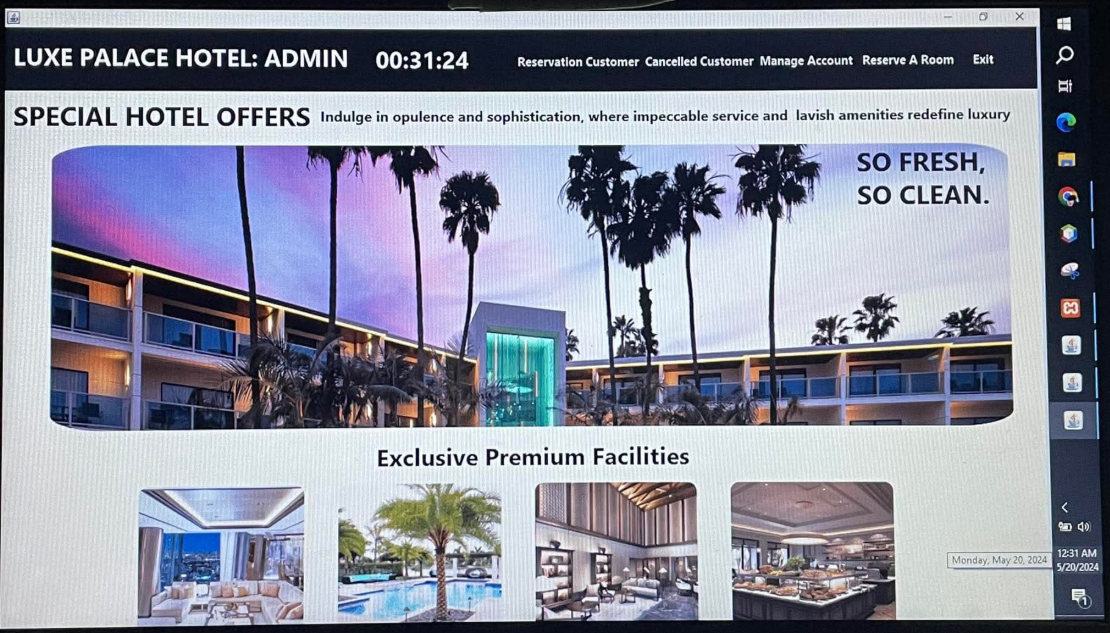 LUXE PALACE HOTEL: ADMIN 00:31:24 Reservation Customer Cancelled Customer Manage Account Reserve A Room Exit
SPECIAL HOTEL OFFERS Indulge in opulence and sophistication, where impeccable service and lavish amenities redefine luxury
SO FRESH,
SO CLEAN.
Exclusive Premium Facilities
Monday, May 20, 2024
12:31 AM
5/20/2024
1